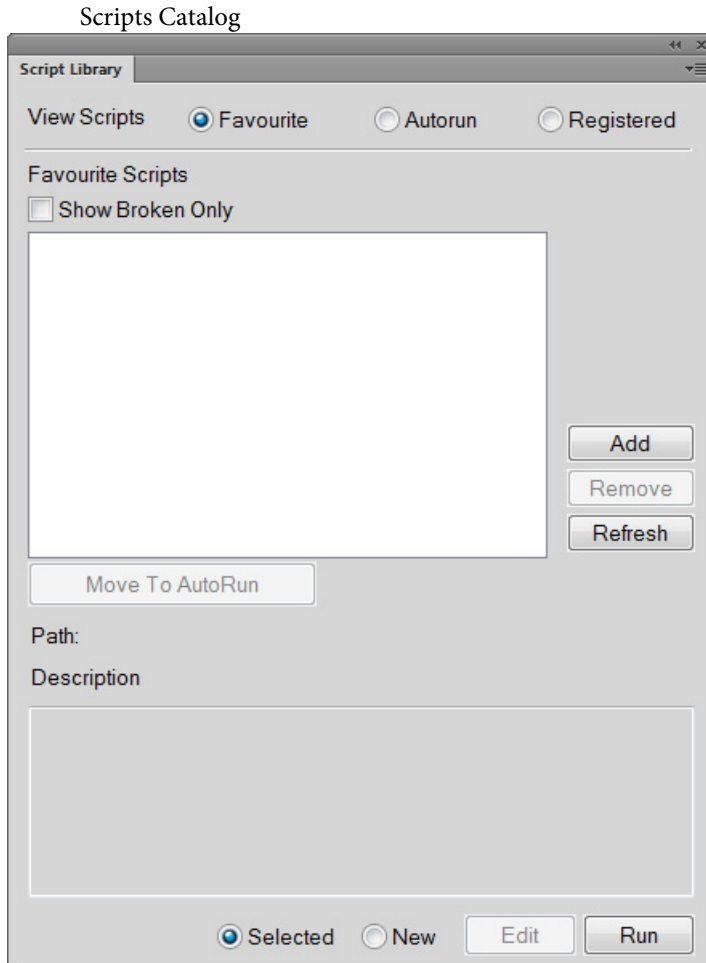 Scripts Catalog
Script Library
View Scripts Favourite Autorun Registered
Favourite Scripts
Show Broken Only
Add
Remove
Refresh
Move To AutoRun
Path:
Description
Selected New Edit Run